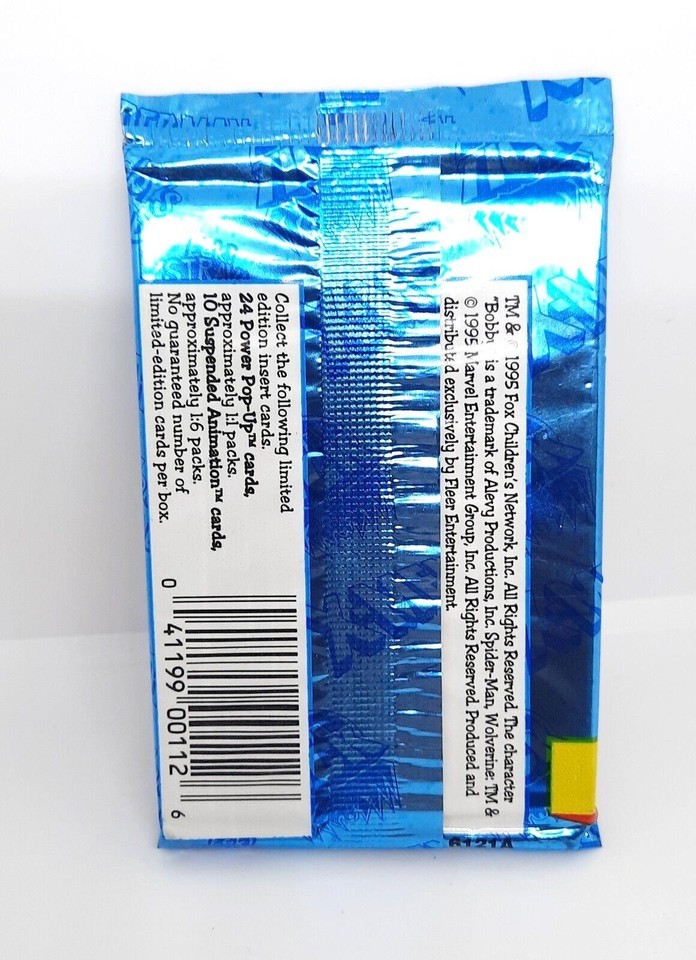 TM & © 1995 Fox Children's Network, Inc. All Rights Reserved. The character
"Bobby" is a trademark of Alevy Productions, Inc. Spider-Man, Wolverine: TM &
© 1995 Marvel Entertainment Group, Inc. All Rights Reserved. Produced and
distributed exclusively by Fleer Entertainment.
Collect the following limited
edition insert cards.
24 Power Pop-Up™ cards,
approximately 1:1 packs.
10 Suspended Animation™ cards,
approximately 1:6 packs.
No guaranteed number of
limited-edition cards per box.
0 41199 00112 6